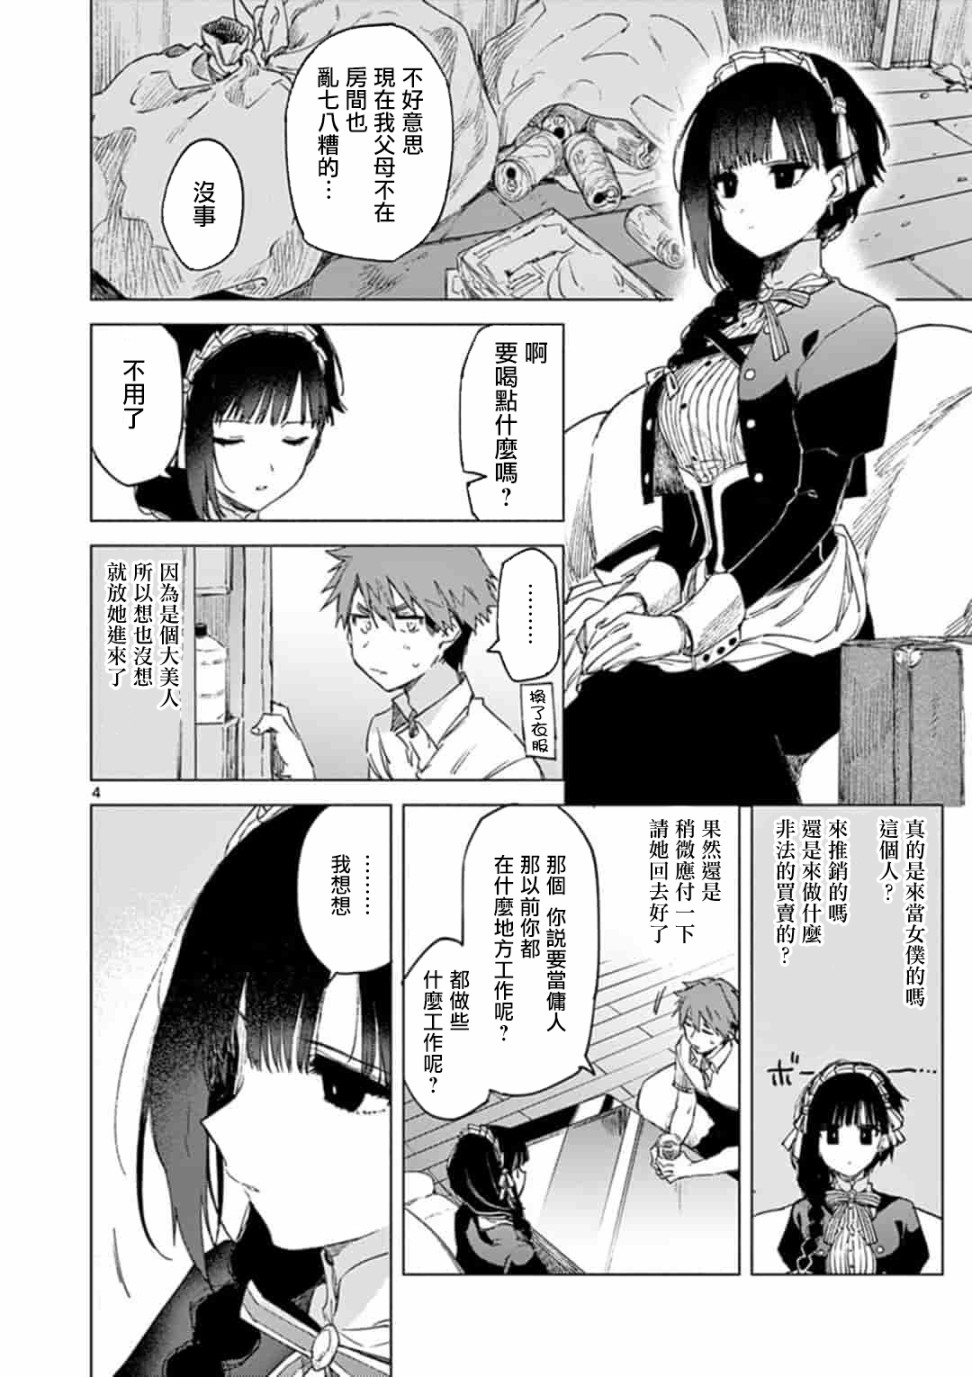 不好意思
現在我父母不在
房間也
亂七八糟的…
沒事
啊
要喝點什麼嗎?
不用了
………
換了衣服
因為是個大美人
所以想也沒想
就放她進來了
4
真的是來當女僕的嗎
這個人?
來推銷的嗎
還是來做什麼
非法的買賣的?
ボー…
果然還是
稍微應付一下
請她回去好了
那個 你説要當傭人
那以前你都
在什麼地方工作呢?
都做些
什麼工作呢?
………
我想想